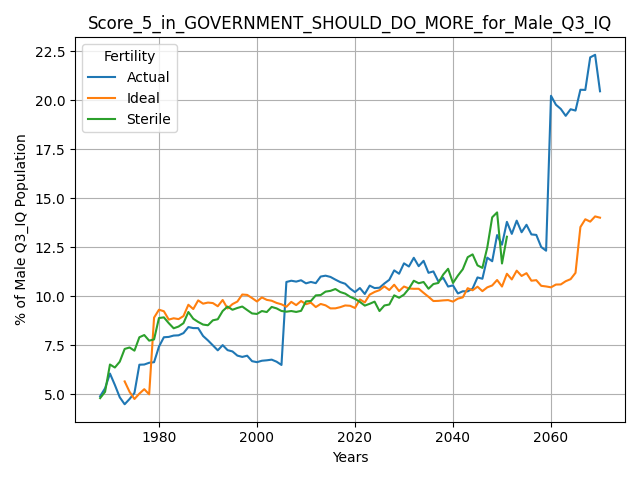 Score_5_in_GOVERNMENT_SHOULD_DO_MORE_for_Male_Q3_IQ
Fertility
Actual
Ideal
Sterile
% of Male Q3_IQ Population
22.5
20.0
17.5
15.0
12.5
10.0
7.5
5.0
1980 2000 2020 2040 2060
Years